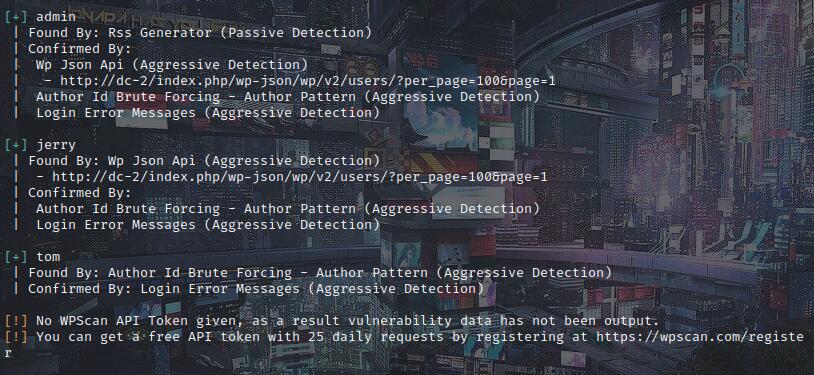 [+] admin
| Found By: Rss Generator (Passive Detection)
| Confirmed By:
|  Wp Json Api (Aggressive Detection)
|   - http://dc-2/index.php/wp-json/wp/v2/users/?per_page=100&page=1
|  Author Id Brute Forcing - Author Pattern (Aggressive Detection)
|  Login Error Messages (Aggressive Detection)
[+] jerry
| Found By: Wp Json Api (Aggressive Detection)
|  - http://dc-2/index.php/wp-json/wp/v2/users/?per_page=100&page=1
| Confirmed By:
|  Author Id Brute Forcing - Author Pattern (Aggressive Detection)
|  Login Error Messages (Aggressive Detection)
[+] tom
| Found By: Author Id Brute Forcing - Author Pattern (Aggressive Detection)
| Confirmed By: Login Error Messages (Aggressive Detection)
[!] No WPScan API Token given, as a result vulnerability data has not been output.
[!] You can get a free API token with 25 daily requests by registering at https://wpscan.com/registe
r